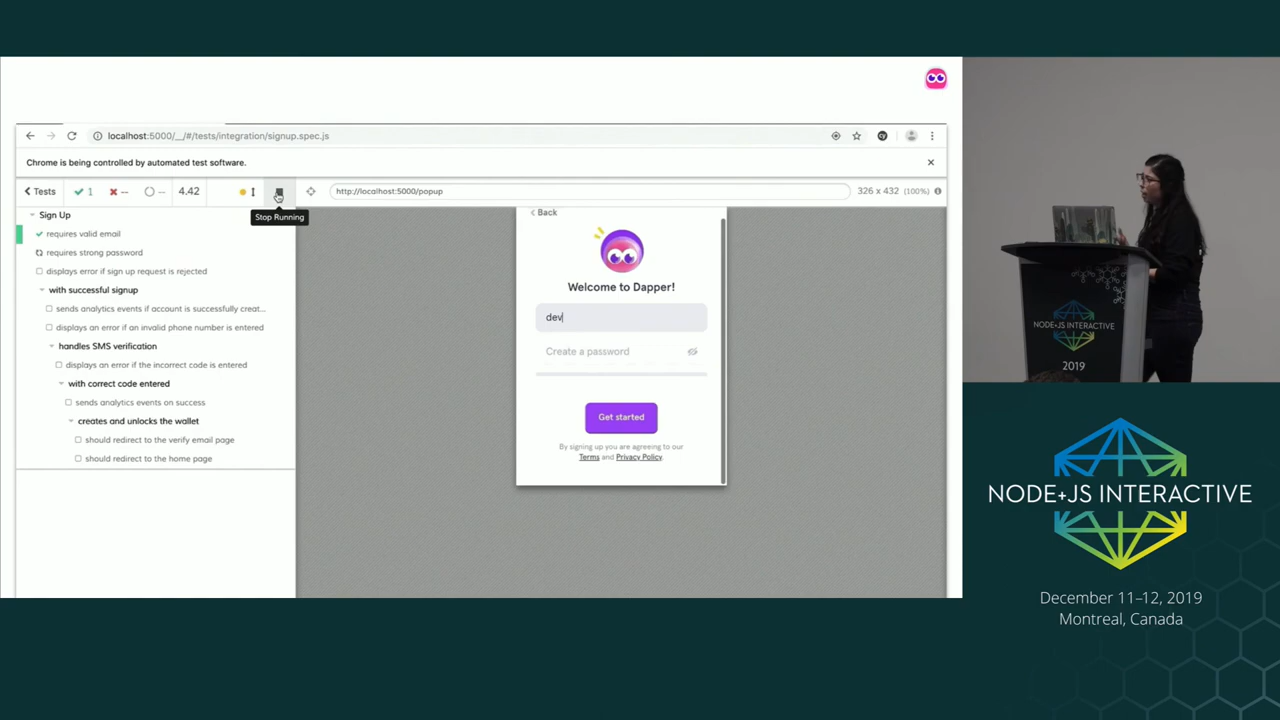 localhost:5000/__/#/tests/integration/signup.spec.js
Chrome is being controlled by automated test software.
Tests
1
--
--
4.42
http://localhost:5000/popup
326 x 432 (100%)
Stop Running
Sign Up
requires valid email
requires strong password
displays error if sign up request is rejected
with successful signup
sends analytics events if account is successfully creat...
displays an error if an invalid phone number is entered
handles SMS verification
displays an error if the incorrect code is entered
with correct code entered
sends analytics events on success
creates and unlocks the wallet
should redirect to the verify email page
should redirect to the home page
Back
Welcome to Dapper!
dev
Create a password
Get started
By signing up you are agreeing to our
Terms and Privacy Policy.
NODE+JS INTERACTIVE
2019
NODE+JS INTERACTIVE
December 11–12, 2019
Montreal, Canada